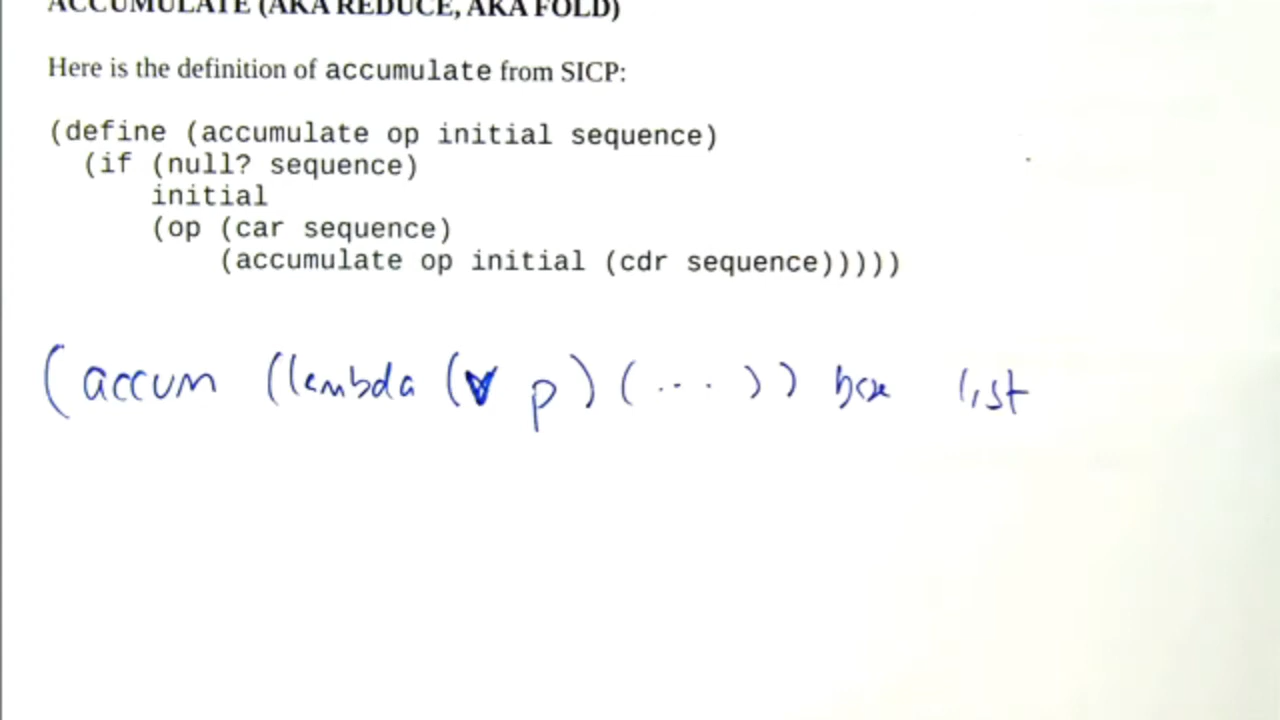 ACCUMULATE (AKA REDUCE, AKA FOLD)
Here is the definition of accumulate from SICP:
(define (accumulate op initial sequence)
(if (null? sequence)
initial
(op (car sequence)
(accumulate op initial (cdr sequence)))))
(accum (lambda (v p) (...)) base list